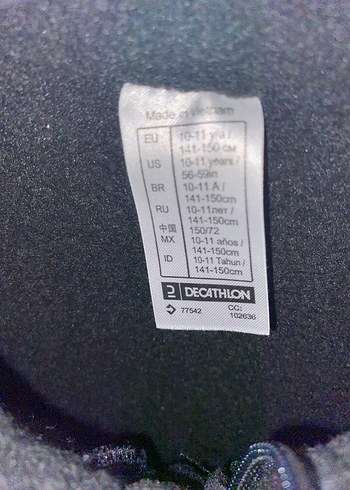 Made in Vietnam
EU 10-11 y a /
141-150 см
US 10-11 years /
56-59in
BR 10-11 A /
141-150cm
RU 10-11лет /
141-150cm
中国 150/72
MX 10-11 años /
141-150cm
ID 10-11 Tahun /
141-150cm
DECATHLON
77542 CC:
102636